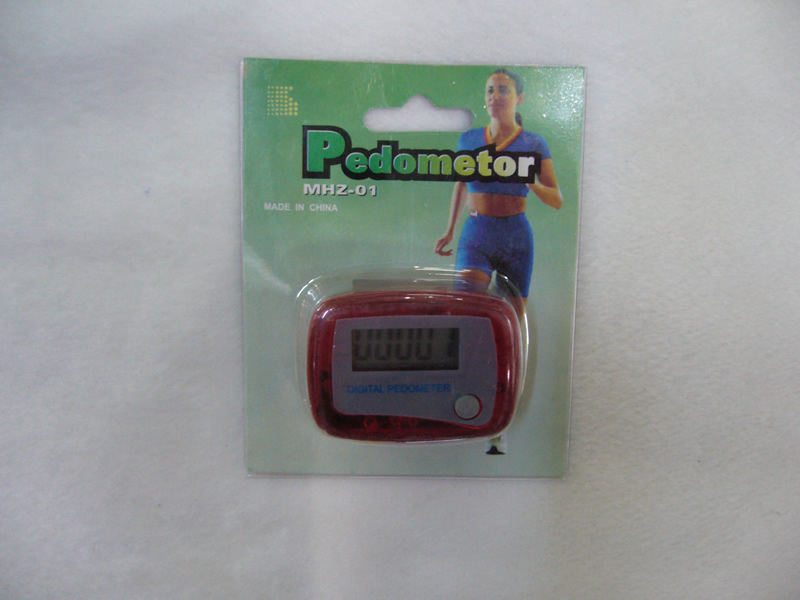 Pedometor
MHZ-01
MADE IN CHINA
00001
DIGITAL PEDOMETER